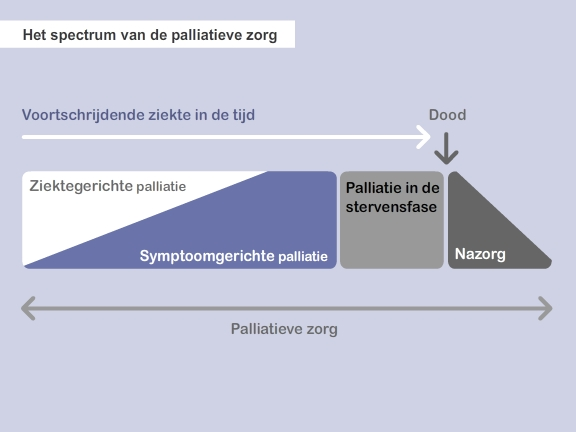 Het spectrum van de palliatieve zorg
Voortschrijdende ziekte in de tijd
Dood
Ziektegerichte palliatie
Symptoomgerichte palliatie
Palliatie in de
stervensfase
Nazorg
Palliatieve zorg